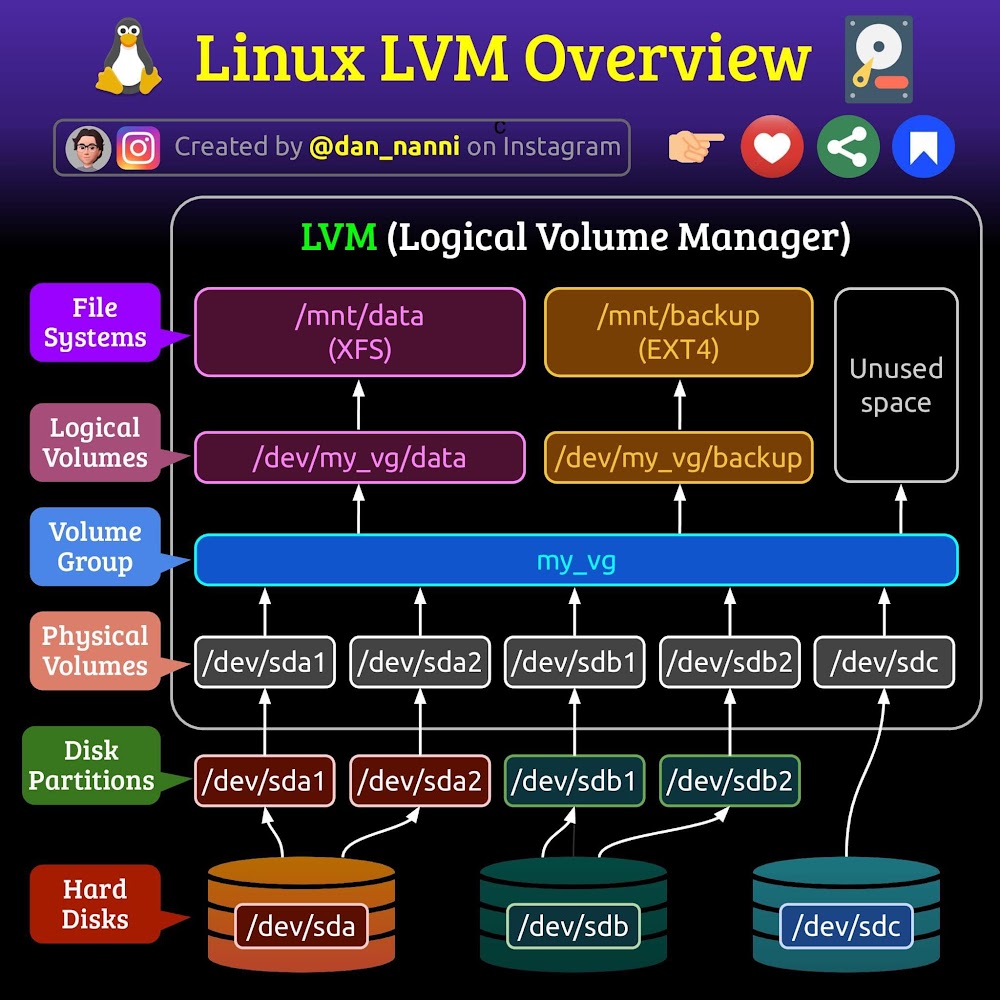 Linux LVM Overview
c
Created by @dan_nanni on Instagram
LVM (Logical Volume Manager)
File
Systems
/mnt/data
(XFS)
/mnt/backup
(EXT4)
Unused
space
Logical
Volumes
/dev/my_vg/data
/dev/my_vg/backup
Volume
Group
my_vg
Physical
Volumes
/dev/sda1
/dev/sda2
/dev/sdb1
/dev/sdb2
/dev/sdc
Disk
Partitions
/dev/sda1
/dev/sda2
/dev/sdb1
/dev/sdb2
Hard
Disks
/dev/sda
/dev/sdb
/dev/sdc